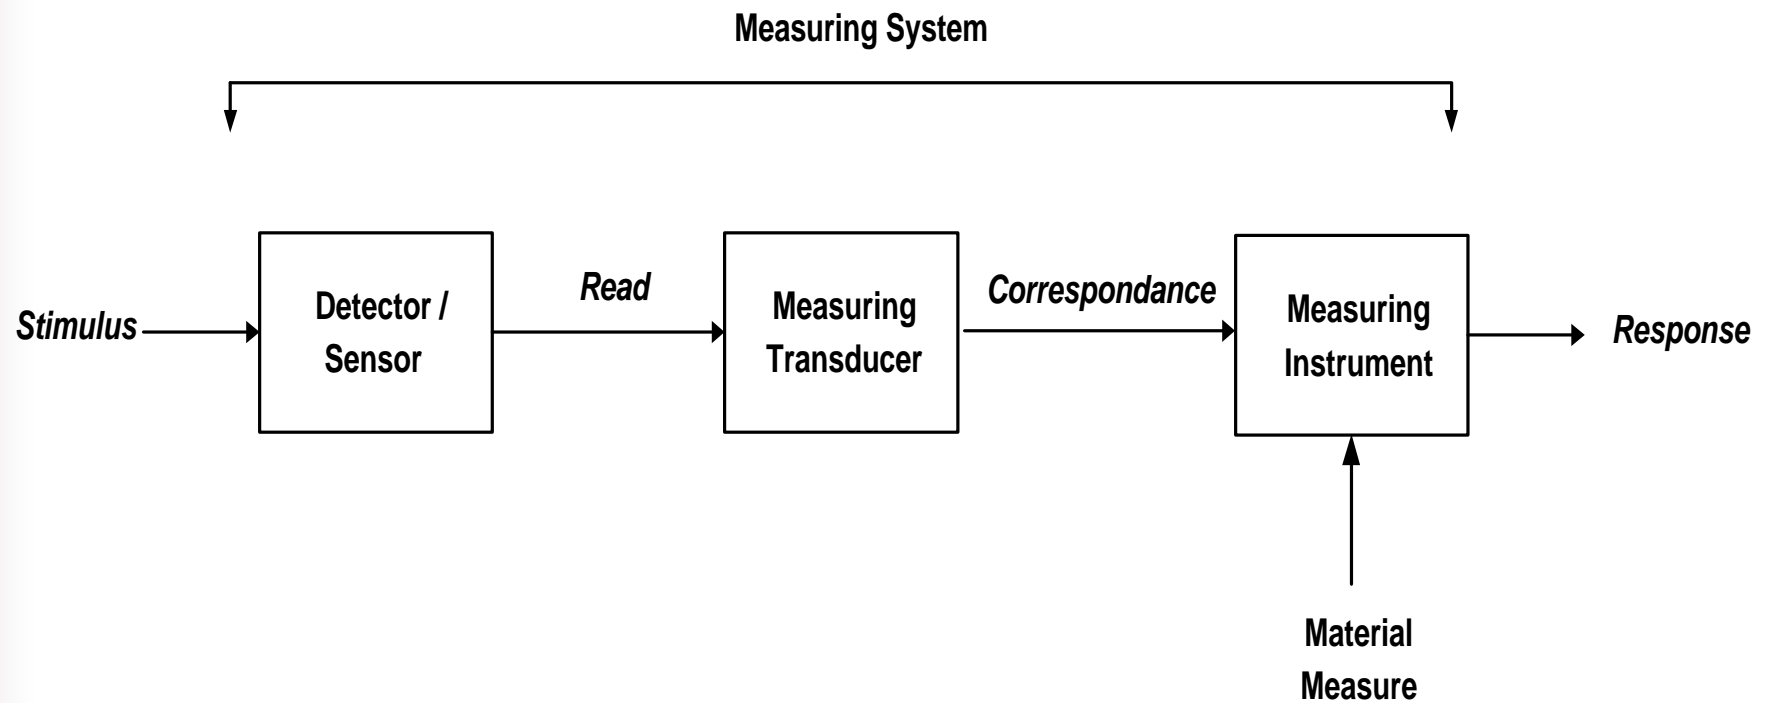 Measuring System
Stimulus
Detector /
Sensor
Read
Measuring
Transducer
Correspondance
Measuring
Instrument
Response
Material
Measure